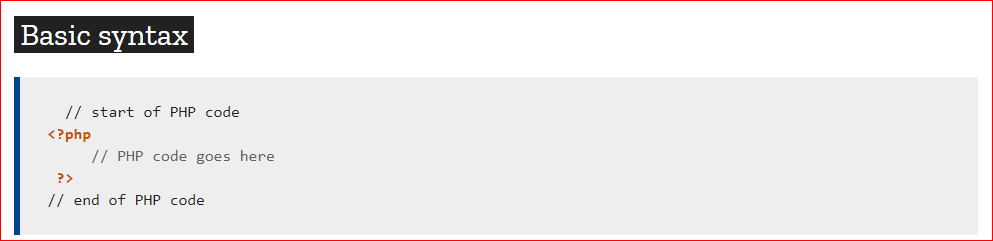 Basic syntax
// start of PHP code
<?php
// PHP code goes here
?>
// end of PHP code